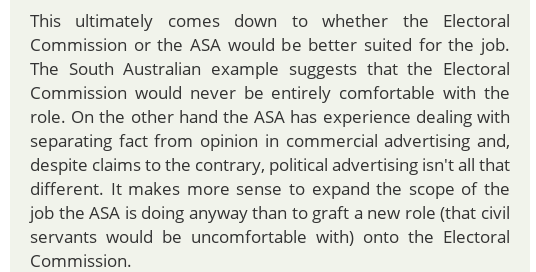 This ultimately comes down to whether the Electoral
Commission or the ASA would be better suited for the job.
The South Australian example suggests that the Electoral
Commission would never be entirely comfortable with the
role. On the other hand the ASA has experience dealing with
separating fact from opinion in commercial advertising and,
despite claims to the contrary, political advertising isn't all that
different. It makes more sense to expand the scope of the
job the ASA is doing anyway than to graft a new role (that civil
servants would be uncomfortable with) onto the Electoral
Commission.